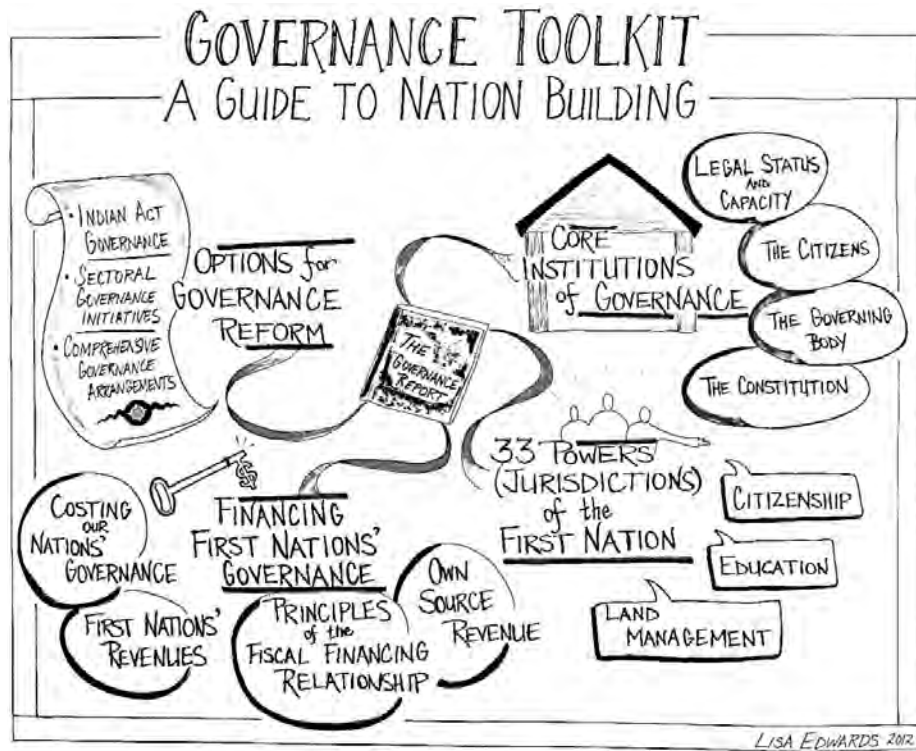 GOVERNANCE TOOLKIT
A GUIDE TO NATION BUILDING
• INDIAN ACT
GOVERNANCE
• SECTORAL
GOVERNANCE
INITIATIVES
• COMPREHENSIVE
GOVERNANCE
ARRANGEMENTS
OPTIONS for
GOVERNANCE
REFORM
THE
GOVERNANCE
REPORT
CORE
INSTITUTIONS
of GOVERNANCE
LEGAL STATUS
AND
CAPACITY
THE CITIZENS
THE GOVERNING
BODY
THE CONSTITUTION
33 POWERS
(JURISDICTIONS)
of the
FIRST NATION
CITIZENSHIP
EDUCATION
LAND
MANAGEMENT
$
FINANCING
FIRST NATIONS'
GOVERNANCE
COSTING
OUR
NATIONS'
GOVERNANCE
FIRST NATIONS'
REVENUES
PRINCIPLES
of the
FISCAL FINANCING
RELATIONSHIP
OWN
SOURCE
REVENUE
LISA EDWARDS 2012